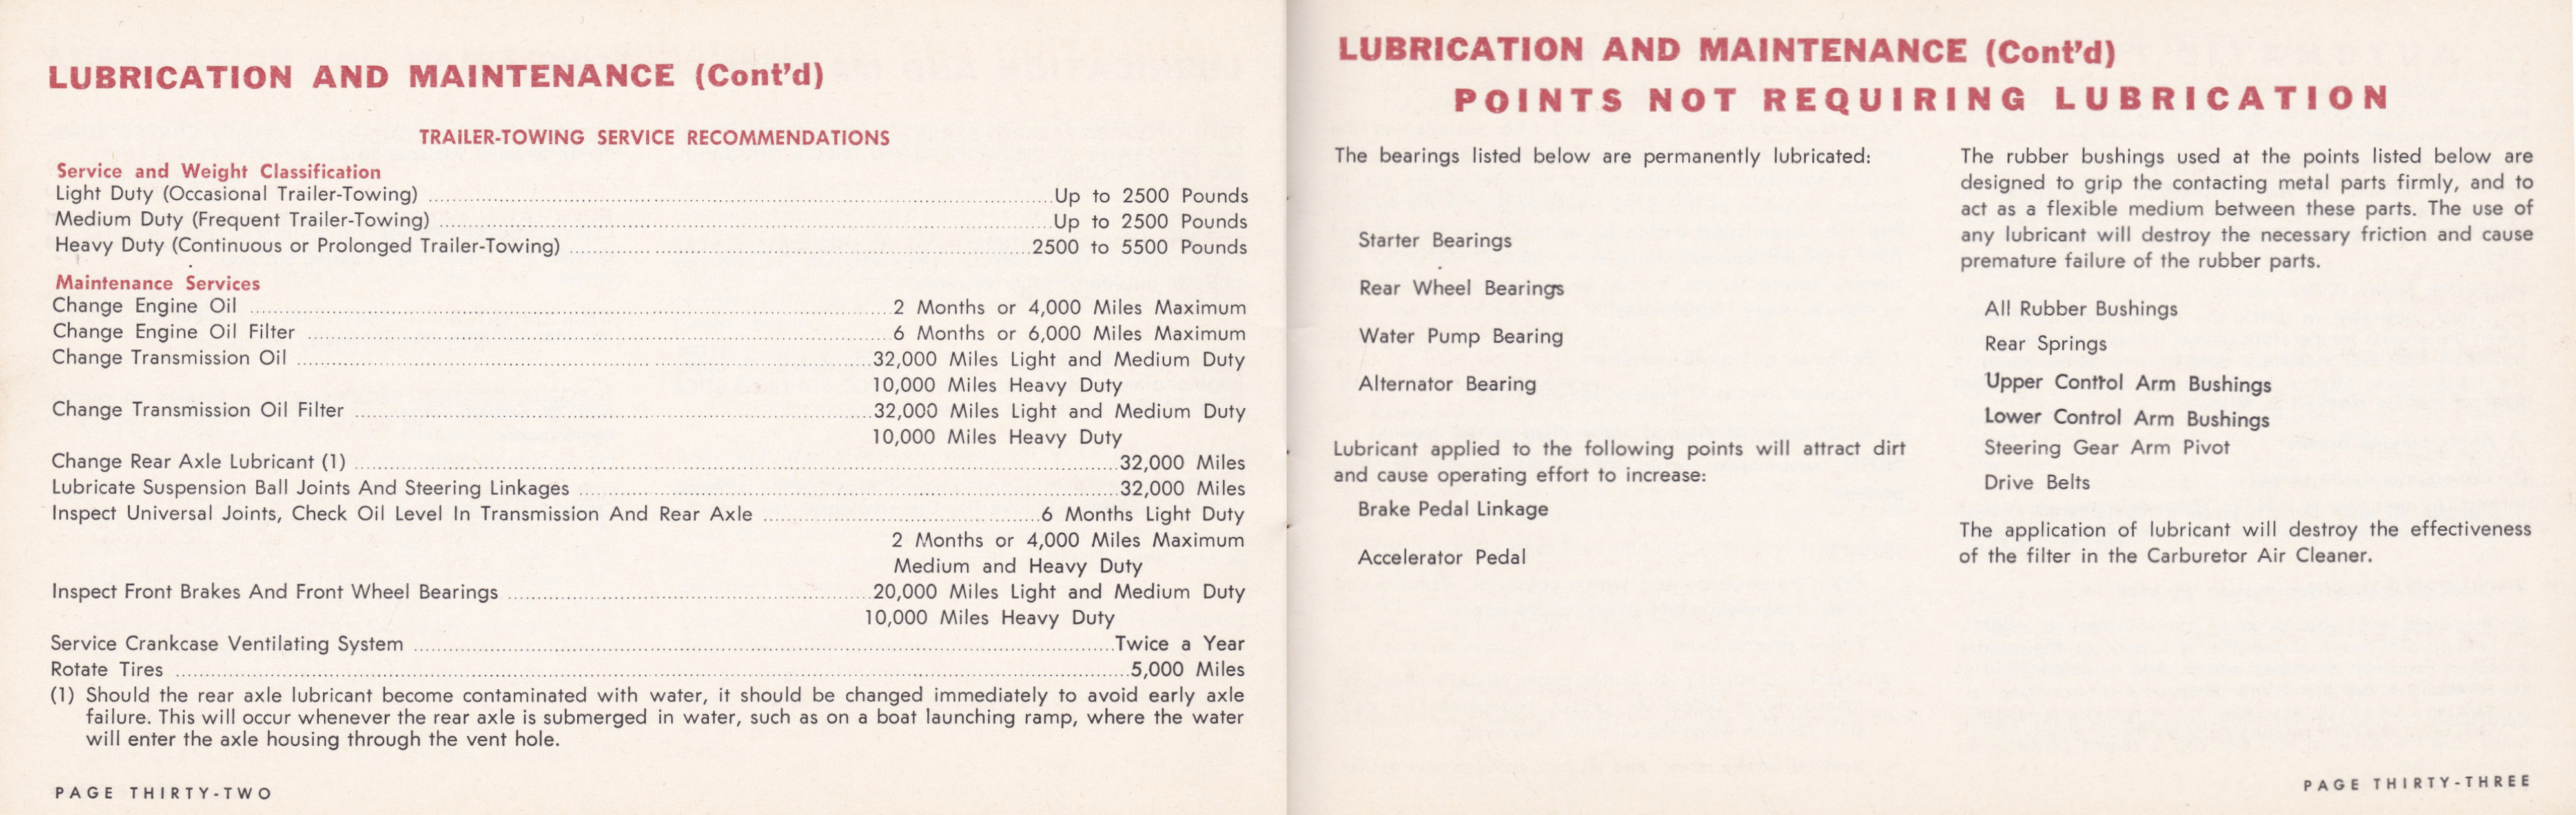 LUBRICATION AND MAINTENANCE (Cont'd)
TRAILER-TOWING SERVICE RECOMMENDATIONS
Service and Weight Classification
Light Duty (Occasional Trailer-Towing) ........ Up to 2500 Pounds
Medium Duty (Frequent Trailer-Towing) ........ Up to 2500 Pounds
Heavy Duty (Continuous or Prolonged Trailer-Towing) ........ 2500 to 5500 Pounds
Maintenance Services
Change Engine Oil ........ 2 Months or 4,000 Miles Maximum
Change Engine Oil Filter ........ 6 Months or 6,000 Miles Maximum
Change Transmission Oil ........ 32,000 Miles Light and Medium Duty
10,000 Miles Heavy Duty
Change Transmission Oil Filter ........ 32,000 Miles Light and Medium Duty
10,000 Miles Heavy Duty
Change Rear Axle Lubricant (1) ........ 32,000 Miles
Lubricate Suspension Ball Joints And Steering Linkages ........ 32,000 Miles
Inspect Universal Joints, Check Oil Level In Transmission And Rear Axle ........ 6 Months Light Duty
2 Months or 4,000 Miles Maximum
Medium and Heavy Duty
Inspect Front Brakes And Front Wheel Bearings ........ 20,000 Miles Light and Medium Duty
10,000 Miles Heavy Duty
Service Crankcase Ventilating System ........ Twice a Year
Rotate Tires ........ 5,000 Miles
(1) Should the rear axle lubricant become contaminated with water, it should be changed immediately to avoid early axle
failure. This will occur whenever the rear axle is submerged in water, such as on a boat launching ramp, where the water
will enter the axle housing through the vent hole.
PAGE THIRTY-TWO
LUBRICATION AND MAINTENANCE (Cont'd)
POINTS NOT REQUIRING LUBRICATION
The bearings listed below are permanently lubricated:
Starter Bearings
Rear Wheel Bearings
Water Pump Bearing
Alternator Bearing
Lubricant applied to the following points will attract dirt
and cause operating effort to increase:
Brake Pedal Linkage
Accelerator Pedal
The rubber bushings used at the points listed below are
designed to grip the contacting metal parts firmly, and to
act as a flexible medium between these parts. The use of
any lubricant will destroy the necessary friction and cause
premature failure of the rubber parts.
All Rubber Bushings
Rear Springs
Upper Control Arm Bushings
Lower Control Arm Bushings
Steering Gear Arm Pivot
Drive Belts
The application of lubricant will destroy the effectiveness
of the filter in the Carburetor Air Cleaner.
PAGE THIRTY-THREE